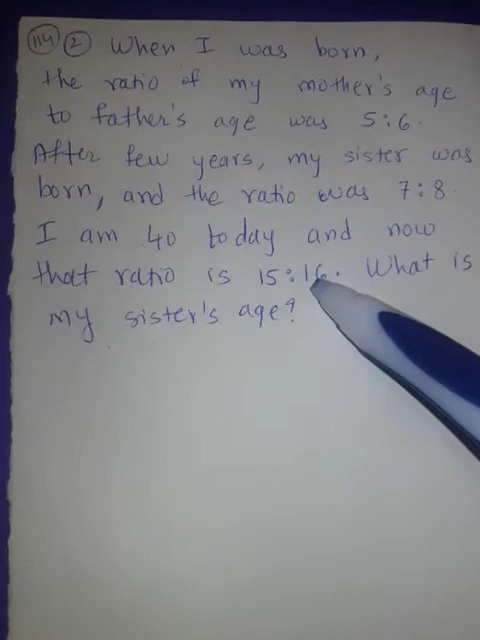 114 2 When I was born,
the ratio of my mother's age
to father's age was 5:6.
After few years, my sister was
born, and the ratio was 7:8.
I am 40 today and now
that ratio is 15:16. What is
my sister's age?